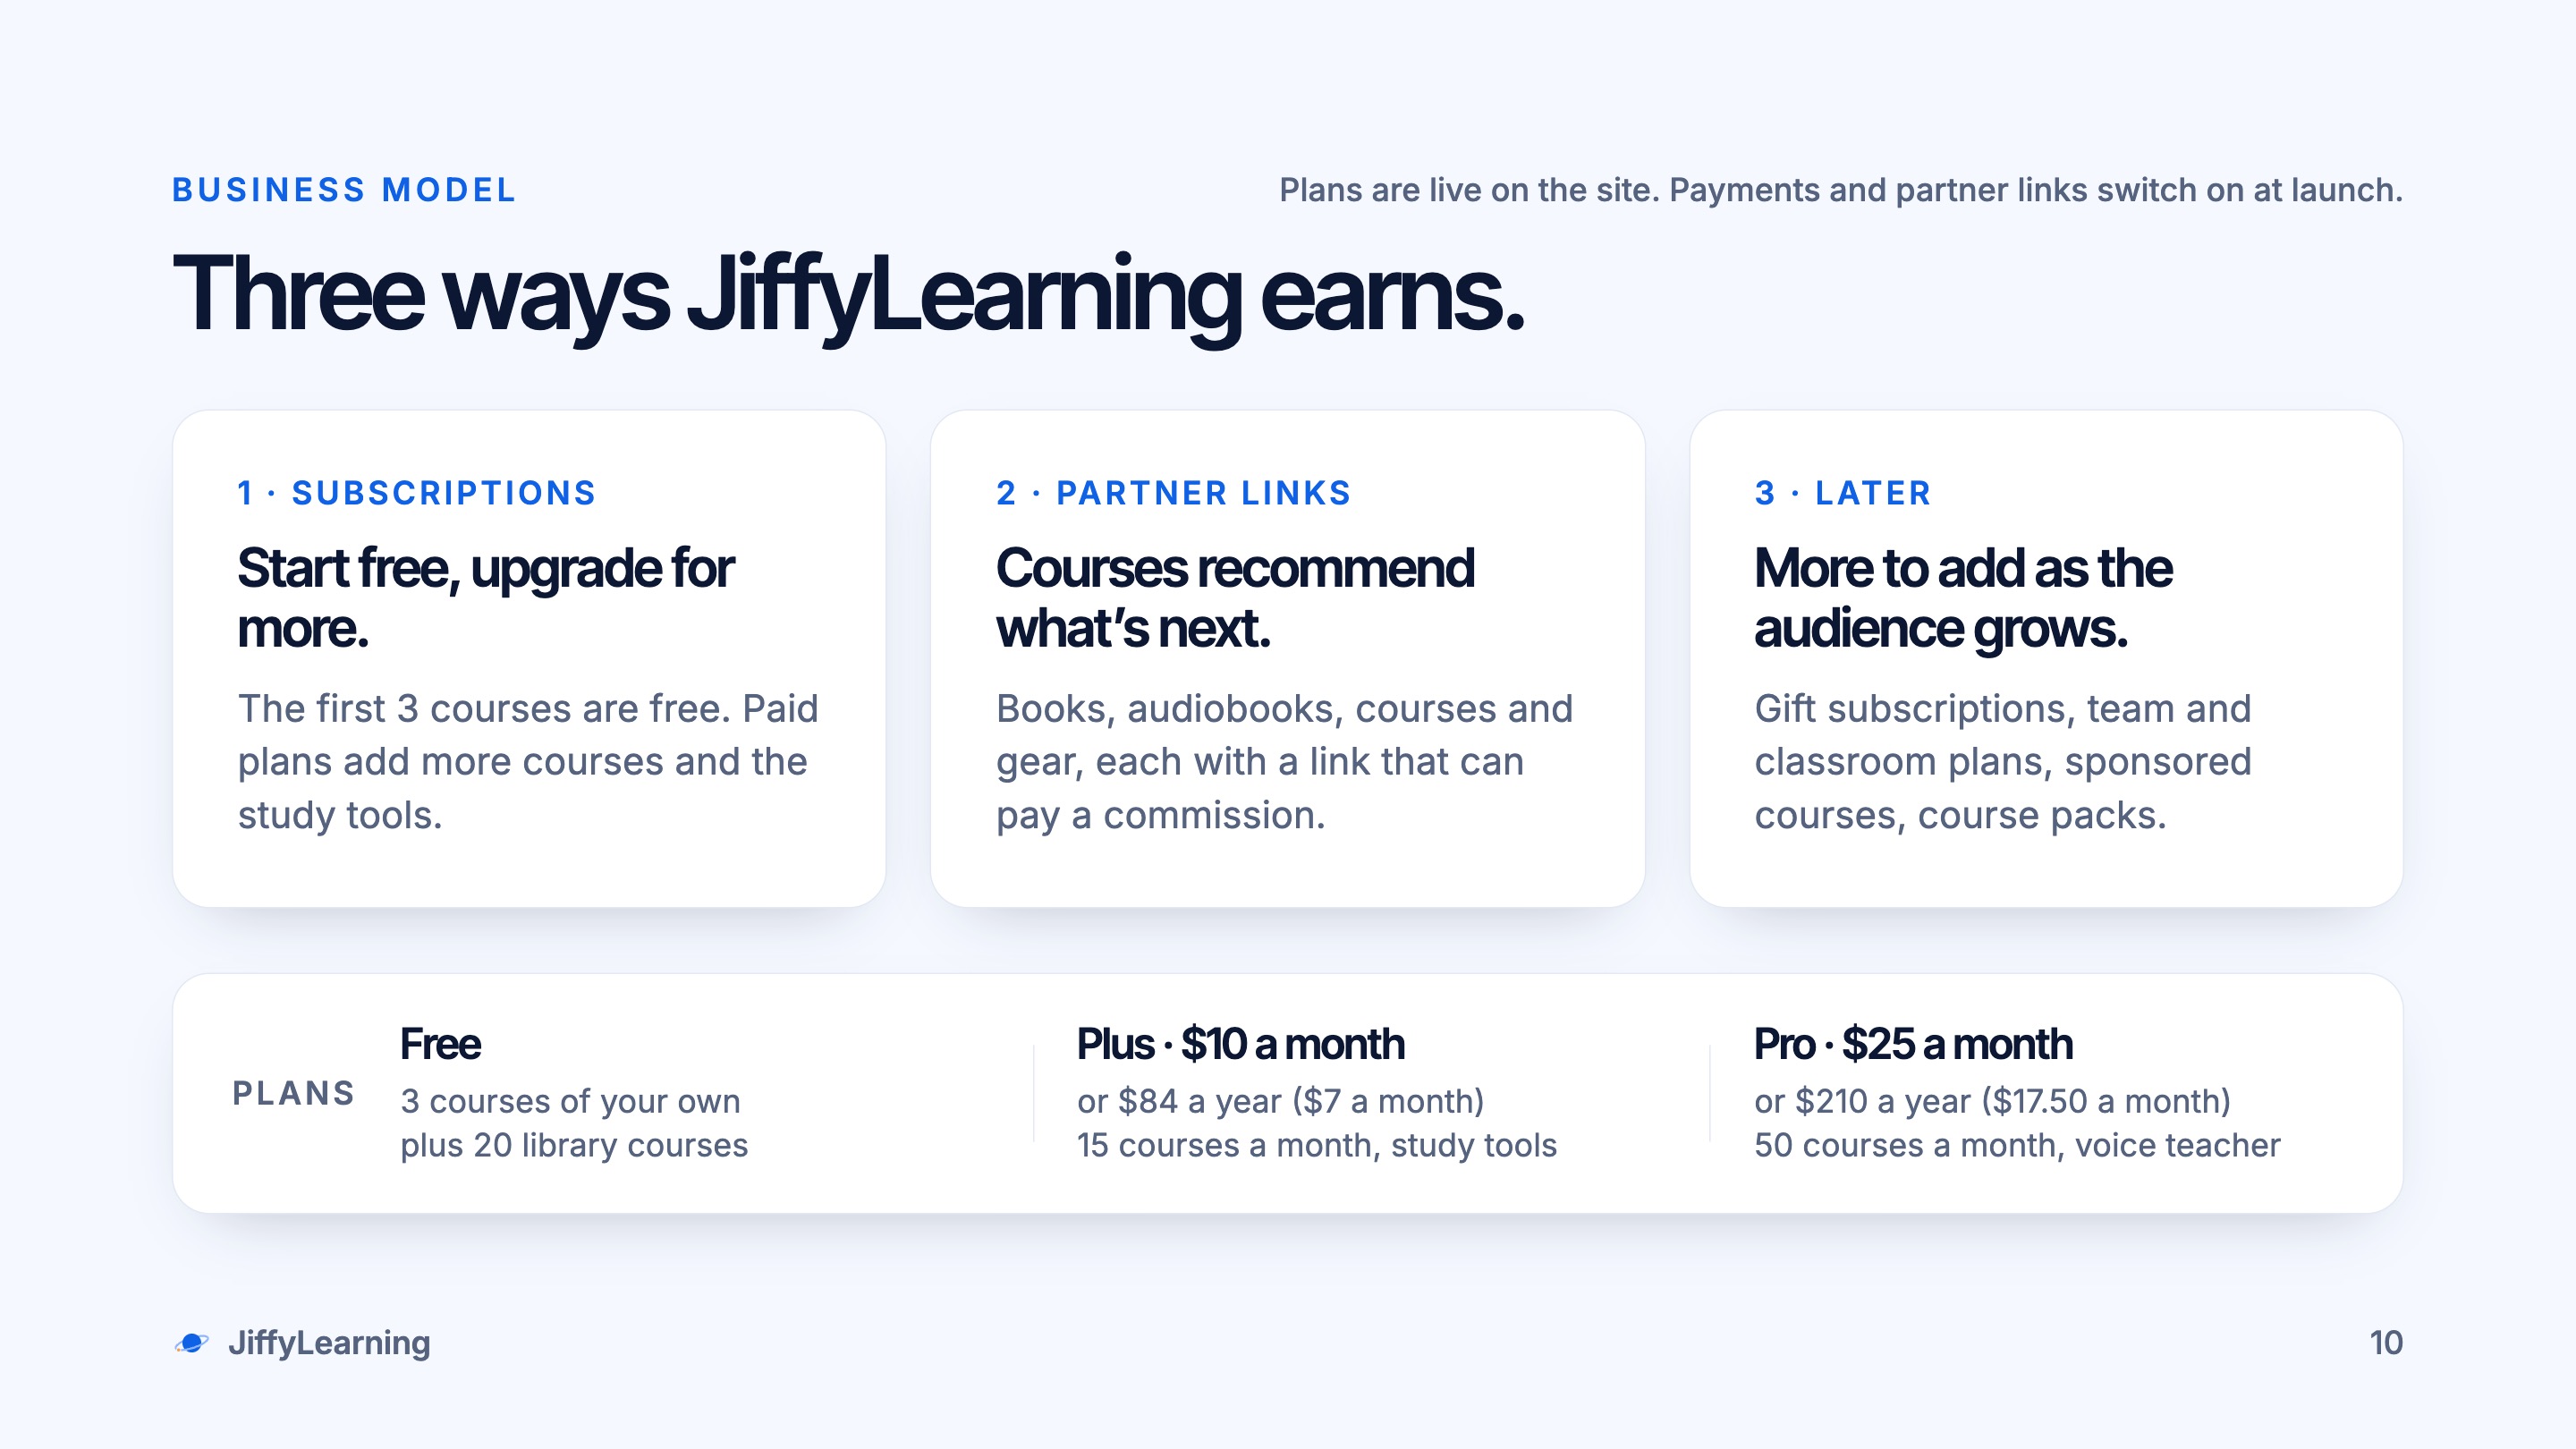 BUSINESS MODEL
Plans are live on the site. Payments and partner links switch on at launch.
Three ways JiffyLearning earns.
1 · SUBSCRIPTIONS
Start free, upgrade for
more.
The first 3 courses are free. Paid
plans add more courses and the
study tools.
2 · PARTNER LINKS
Courses recommend
what’s next.
Books, audiobooks, courses and
gear, each with a link that can
pay a commission.
3 · LATER
More to add as the
audience grows.
Gift subscriptions, team and
classroom plans, sponsored
courses, course packs.
PLANS
Free
3 courses of your own
plus 20 library courses
Plus · $10 a month
or $84 a year ($7 a month)
15 courses a month, study tools
Pro · $25 a month
or $210 a year ($17.50 a month)
50 courses a month, voice teacher
JiffyLearning
10